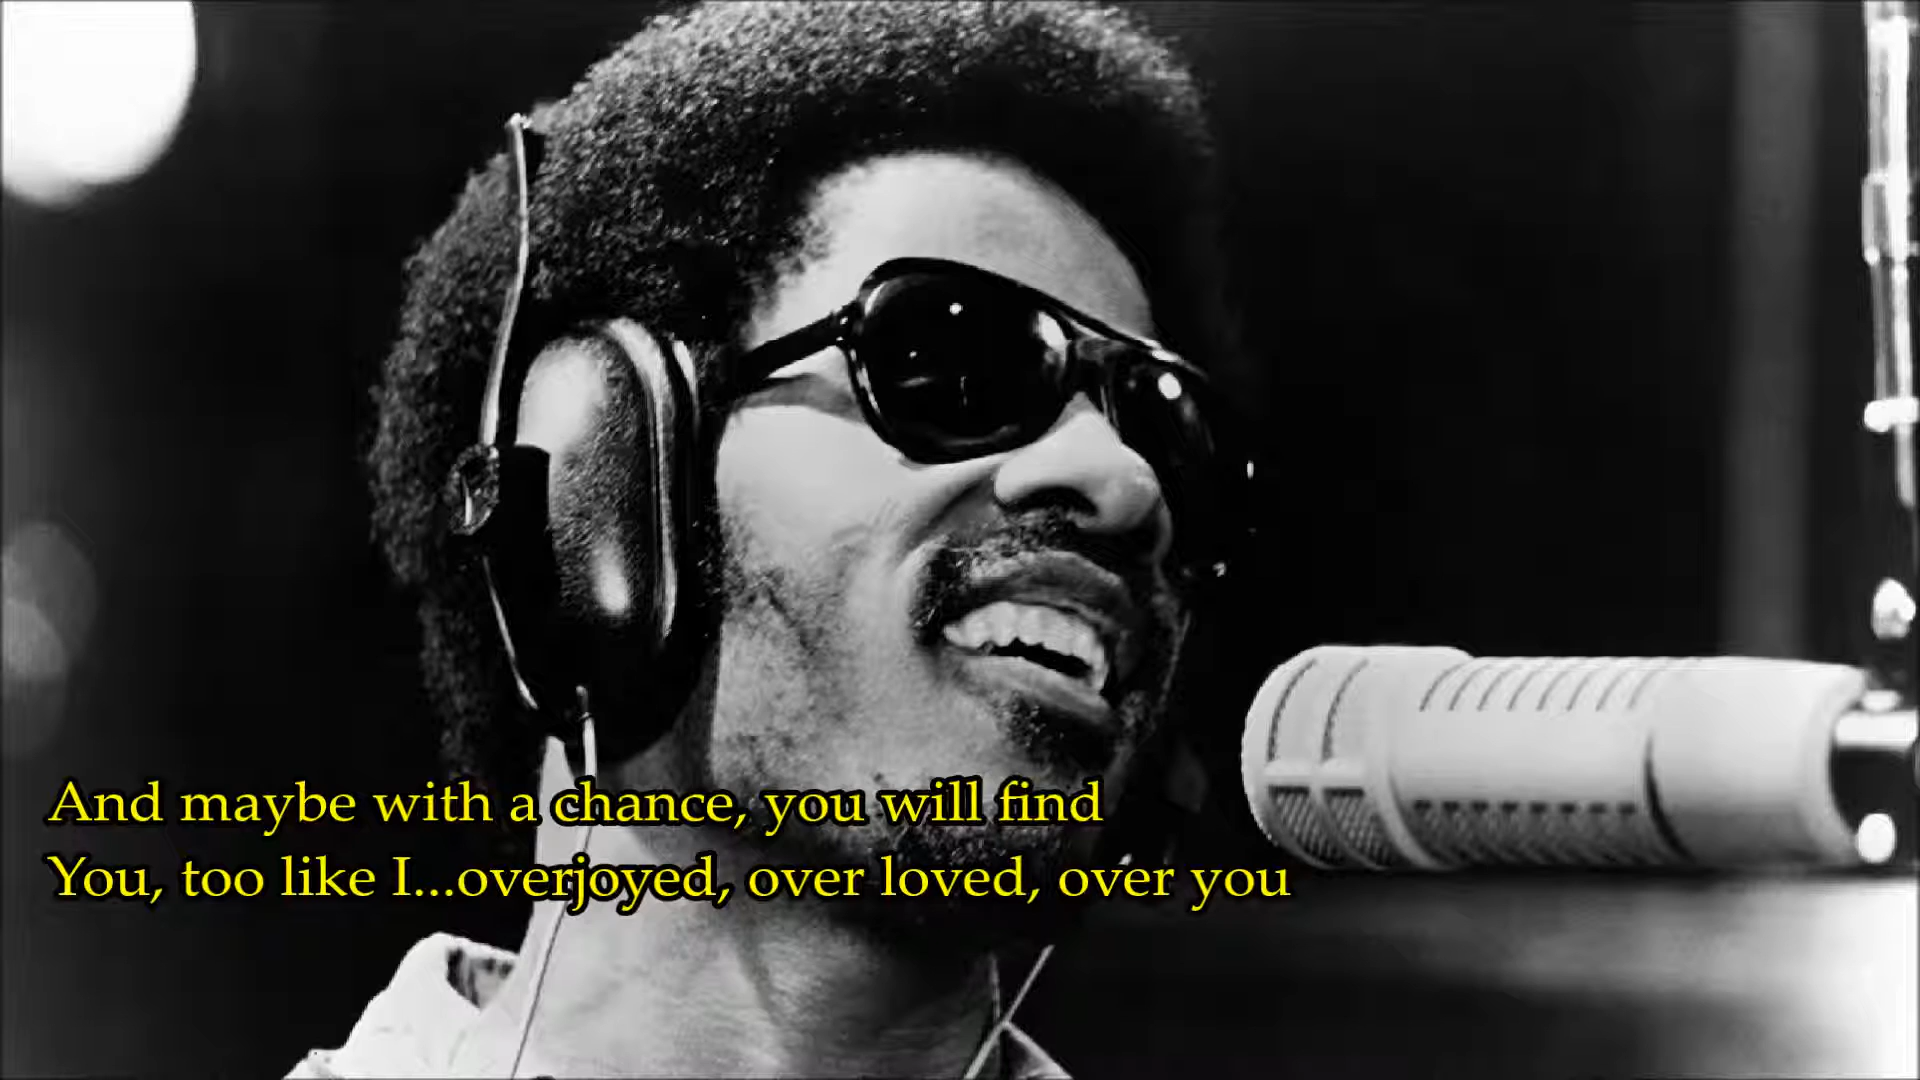 And maybe with a chance, you will find
You, too like I...overjoyed, over loved, over you